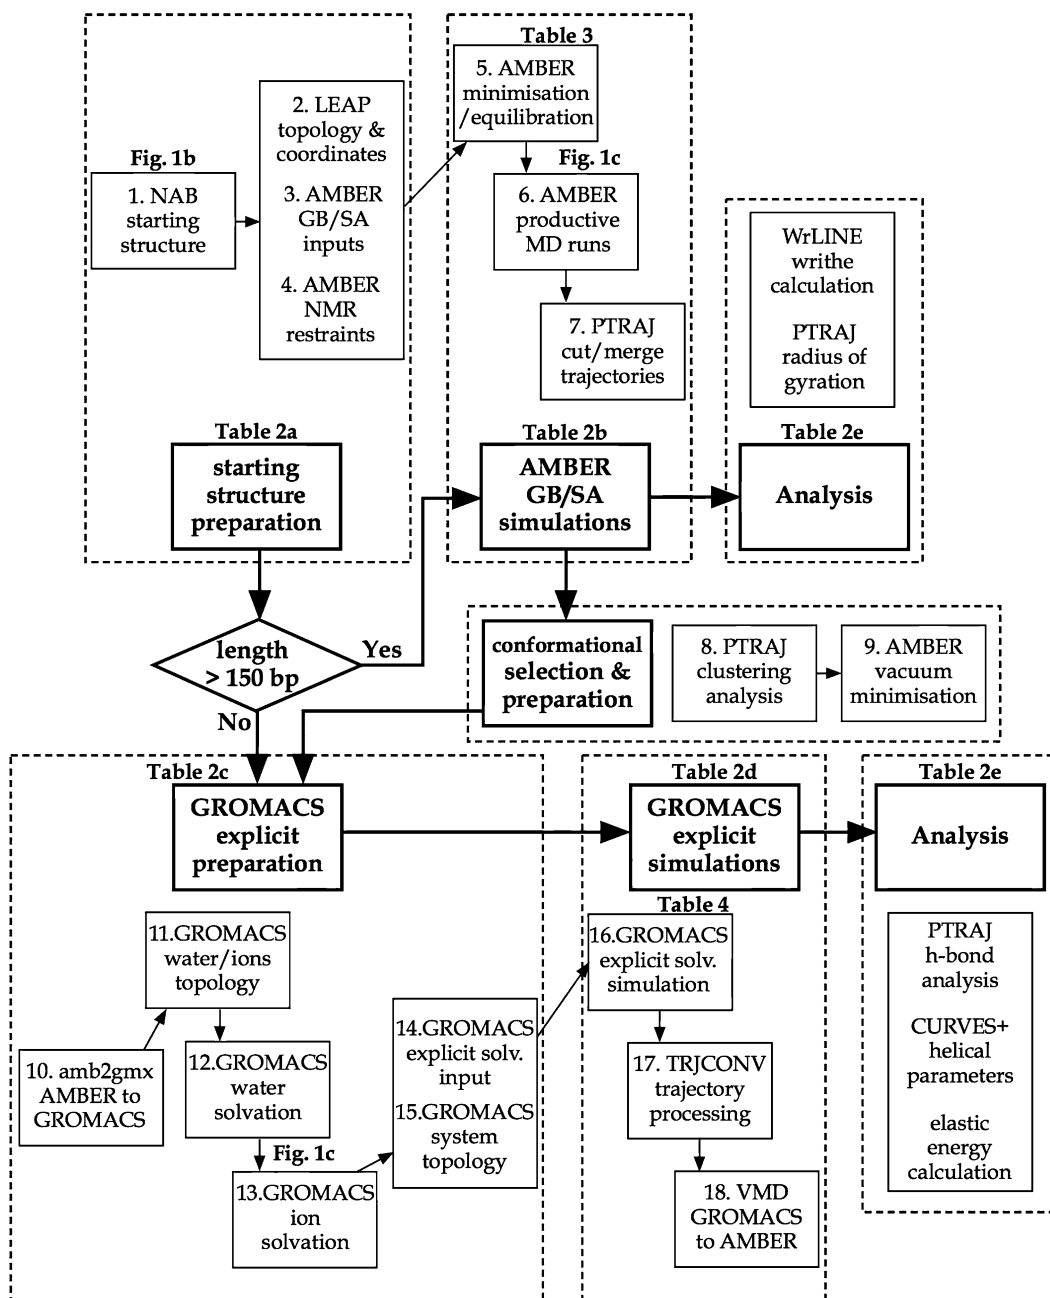 Fig. 1b
1. NAB
starting
structure
2. LEAP
topology &
coordinates
3. AMBER
GB/SA
inputs
4. AMBER
NMR
restraints
Table 3
5. AMBER
minimisation
/equilibration
Fig. 1c
6. AMBER
productive
MD runs
7. PTRAJ
cut/merge
trajectories
WrLINE
writhe
calculation
PTRAJ
radius of
gyration
Table 2a
starting
structure
preparation
Table 2b
AMBER
GB/SA
simulations
Table 2e
Analysis
length
> 150 bp
Yes
No
conformational
selection &
preparation
8. PTRAJ
clustering
analysis
9. AMBER
vacuum
minimisation
Table 2c
GROMACS
explicit
preparation
Table 2d
GROMACS
explicit
simulations
Table 2e
Analysis
10. amb2gmx
AMBER to
GROMACS
11.GROMACS
water/ions
topology
12.GROMACS
water
solvation
Fig. 1c
13.GROMACS
ion
solvation
14.GROMACS
explicit solv.
input
15.GROMACS
system
topology
Table 4
16.GROMACS
explicit solv.
simulation
17. TRJCONV
trajectory
processing
18. VMD
GROMACS
to AMBER
PTRAJ
h-bond
analysis
CURVES+
helical
parameters
elastic
energy
calculation